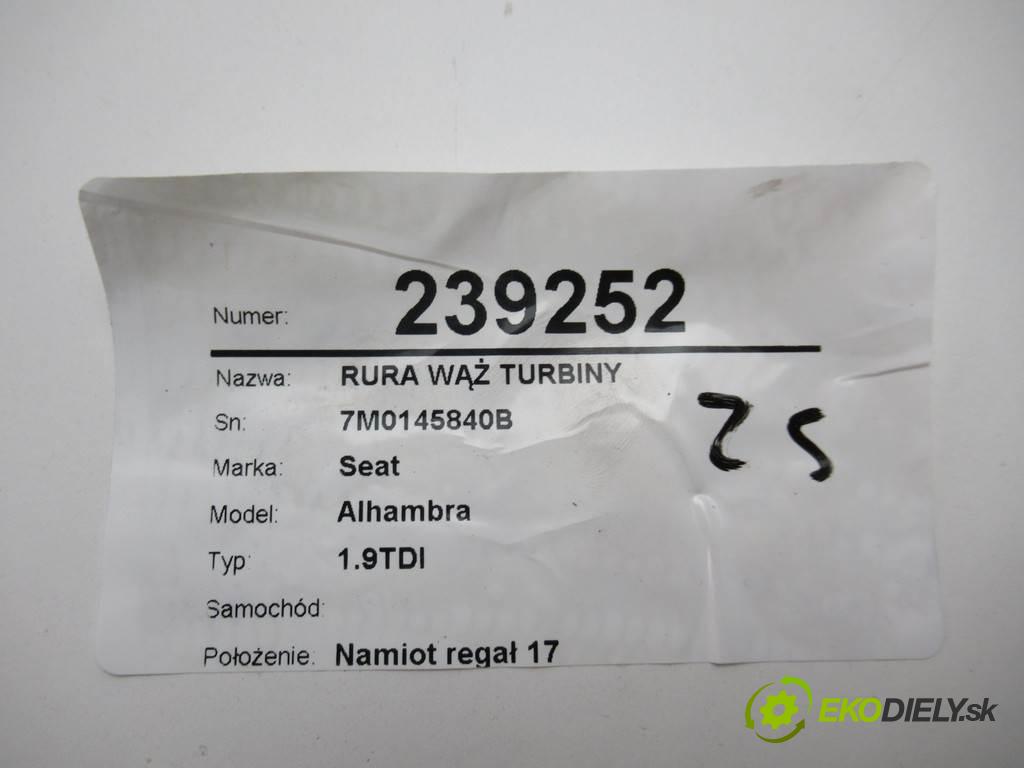 Numer: 239252
Nazwa: RURA WĄŻ TURBINY
Sn: 7M0145840B
Marka: Seat
Model: Alhambra
Typ: 1.9TDI
Samochód:
Położenie: Namiot regał 17
25
EKODIELY.sk